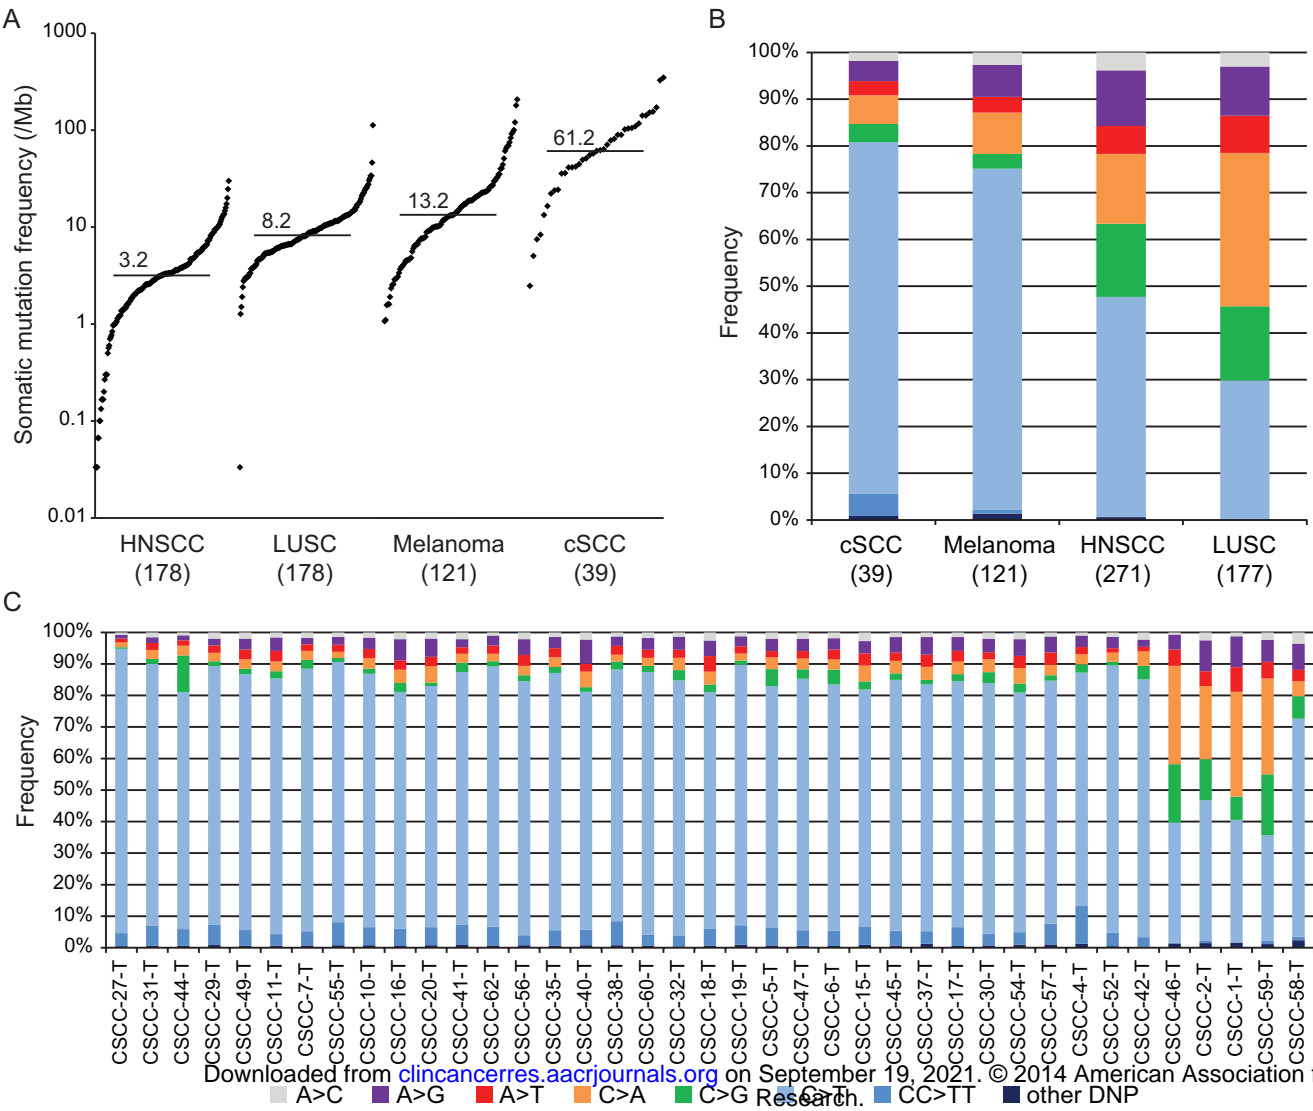 A
Somatic mutation frequency (/Mb)
1000
100
10
1
0.1
0.01
3.2
8.2
13.2
61.2
HNSCC
(178)
LUSC
(178)
Melanoma
(121)
cSCC
(39)
B
Frequency
100%
90%
80%
70%
60%
50%
40%
30%
20%
10%
0%
cSCC
(39)
Melanoma
(121)
HNSCC
(271)
LUSC
(177)
C
Frequency
100%
90%
80%
70%
60%
50%
40%
30%
20%
10%
0%
CSCC-27-T
CSCC-31-T
CSCC-44-T
CSCC-29-T
CSCC-49-T
CSCC-11-T
CSCC-7-T
CSCC-55-T
CSCC-10-T
CSCC-16-T
CSCC-20-T
CSCC-41-T
CSCC-62-T
CSCC-56-T
CSCC-35-T
CSCC-40-T
CSCC-38-T
CSCC-60-T
CSCC-32-T
CSCC-18-T
CSCC-19-T
CSCC-5-T
CSCC-47-T
CSCC-6-T
CSCC-15-T
CSCC-45-T
CSCC-37-T
CSCC-17-T
CSCC-30-T
CSCC-54-T
CSCC-57-T
CSCC-4-T
CSCC-52-T
CSCC-42-T
CSCC-46-T
CSCC-2-T
CSCC-1-T
CSCC-59-T
CSCC-58-T
Downloaded from clincancerres.aacrjournals.org on September 19, 2021. © 2014 American Association f
Research.
A>C A>G A>T C>A C>G C>T CC>TT other DNP